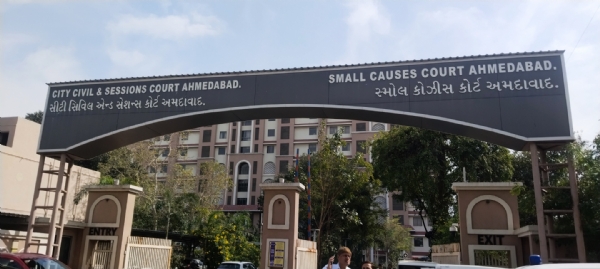 CITY CIVIL & SESSIONS COURT AHMEDABAD.
સીટી સિવિલ એન્ડ સેશન્સ કોર્ટ અમદાવાદ.
SMALL CAUSES COURT AHMEDABAD.
સ્મોલ કોઝીસ કોર્ટ અમદાવાદ.
ENTRY
EXIT